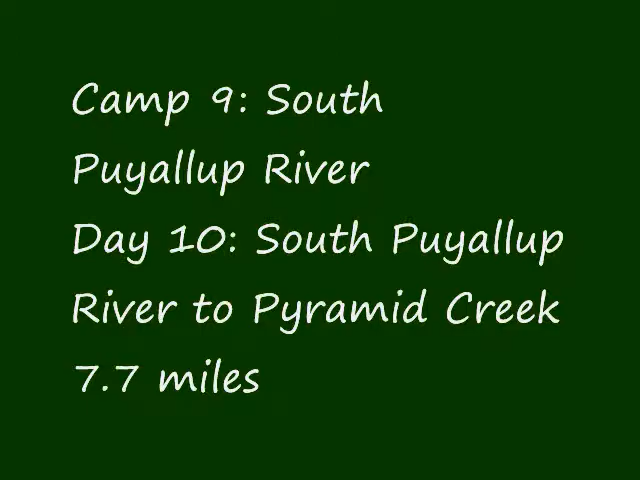 Camp 9: South
Puyallup River
Day 10: South Puyallup
River to Pyramid Creek
7.7 miles